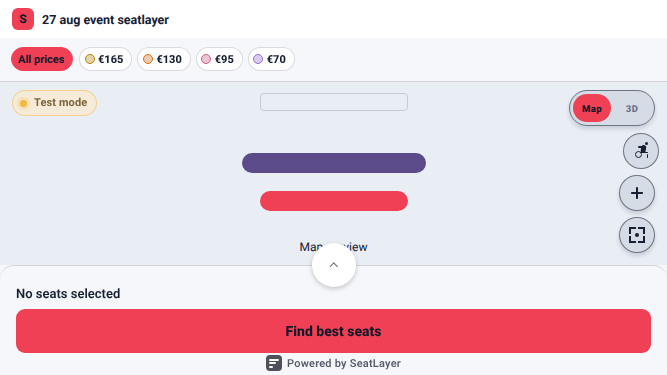 S
27 aug event seatlayer
All prices
€165
€130
€95
€70
Test mode
Map
3D
No seats selected
Find best seats
Powered by SeatLayer